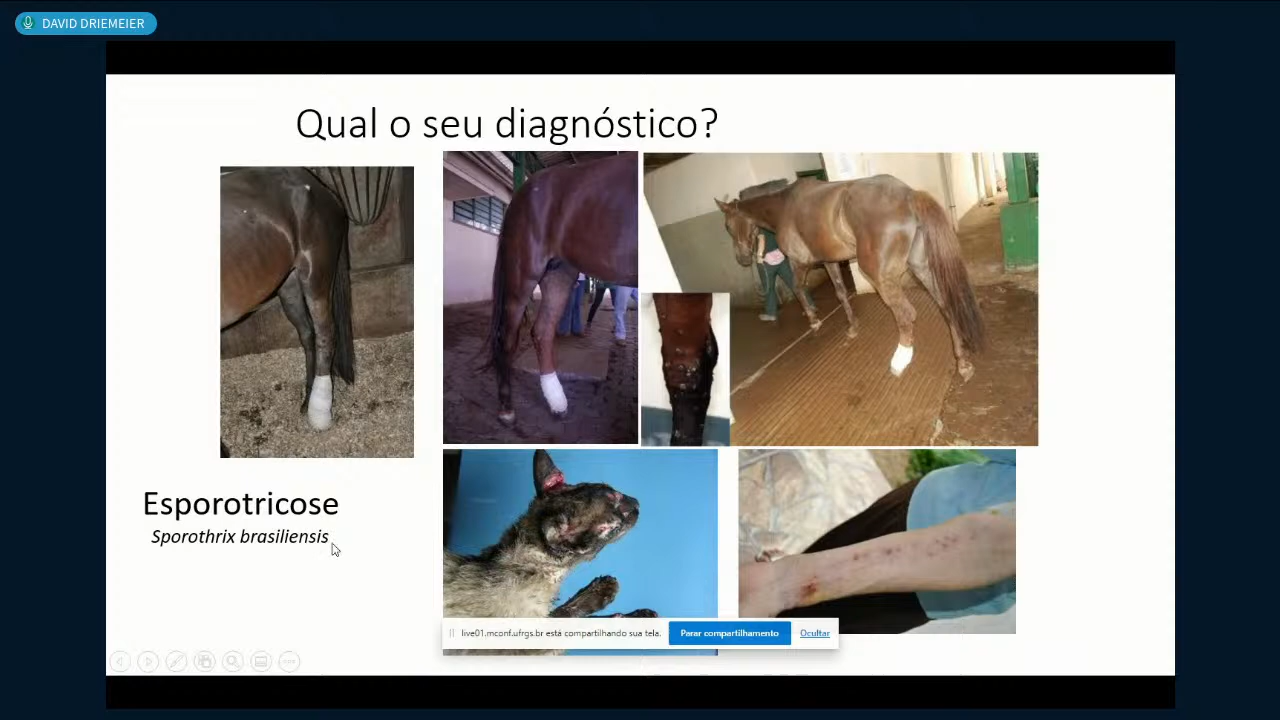 DAVID DRIEMEIER
Qual o seu diagnóstico?
Esporotricose
Sporothrix brasiliensis
live01.mconf.ufrgs.br está compartilhando sua tela.
Parar compartilhamento
Ocultar